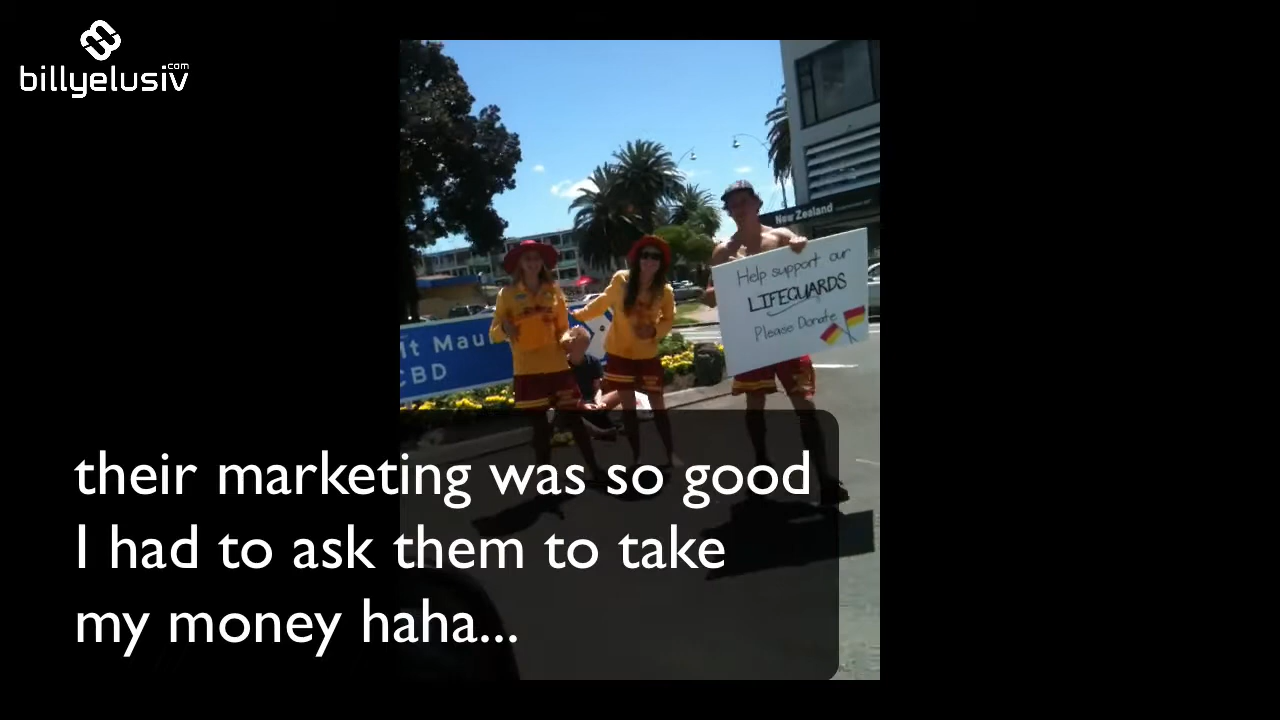 billyelusiv.com
New Zealand
Help support our
LIFEGUARDS
Please Donate
CBD
their marketing was so good
I had to ask them to take
my money haha...